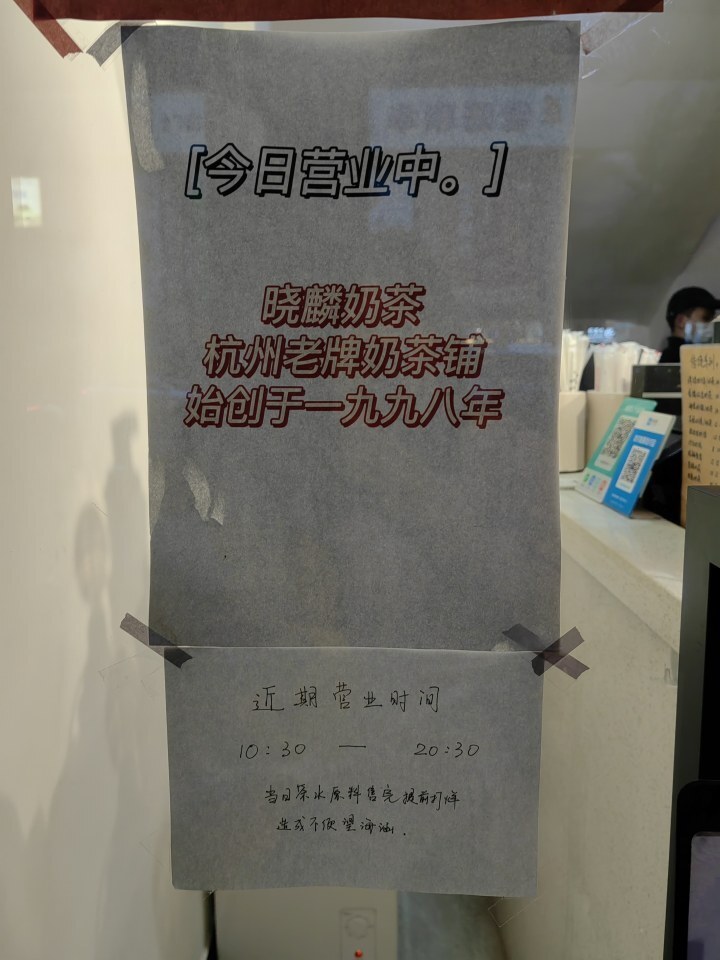 [今日营业中。]
晓麟奶茶
杭州老牌奶茶铺
始创于一九九八年
近期营业时间
10:30 — 20:30
当日茶水原料售完提前打烊
造成不便望海涵.